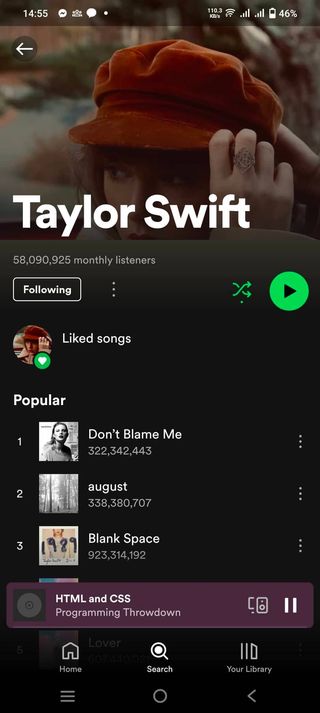 14:55
110.3
KB/s
46%
Taylor Swift
58,090,925 monthly listeners
Following
Liked songs
Popular
1
Don't Blame Me
322,342,443
2
august
338,380,707
3
Blank Space
923,314,192
HTML and CSS
Programming Throwdown
5
Lover
Home
Search
Your Library